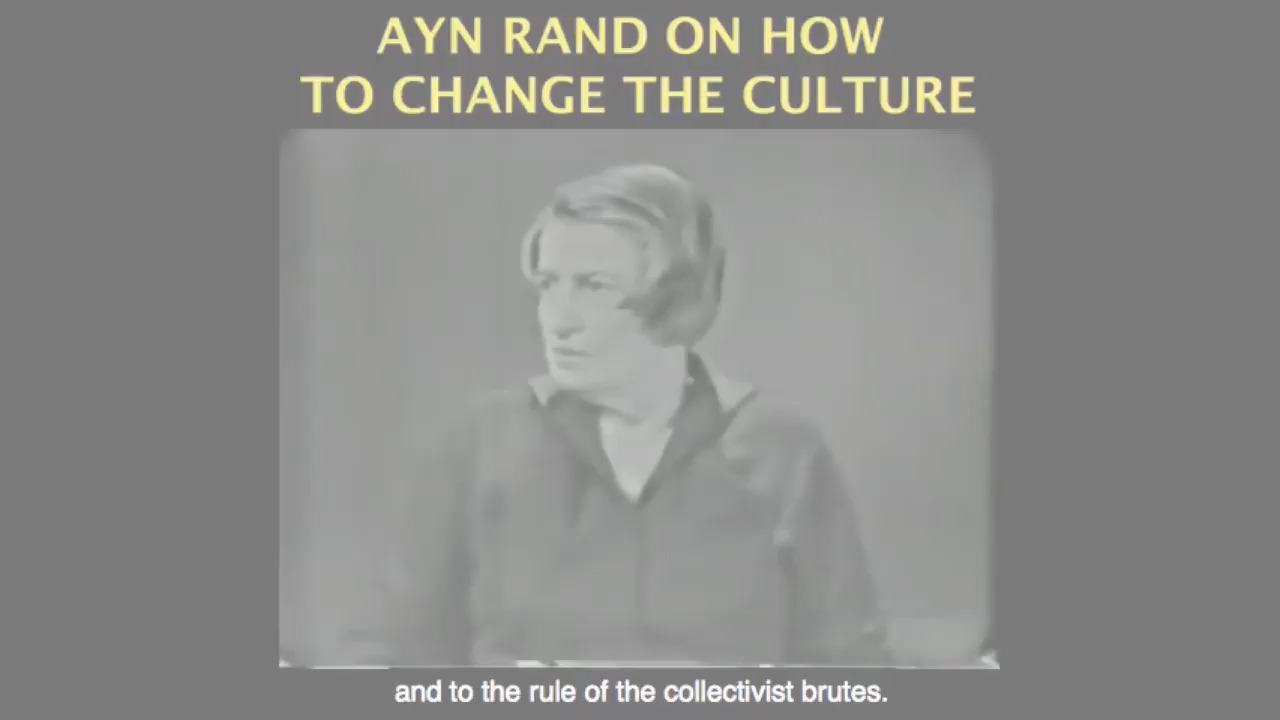 AYN RAND ON HOW
TO CHANGE THE CULTURE
and to the rule of the collectivist brutes.